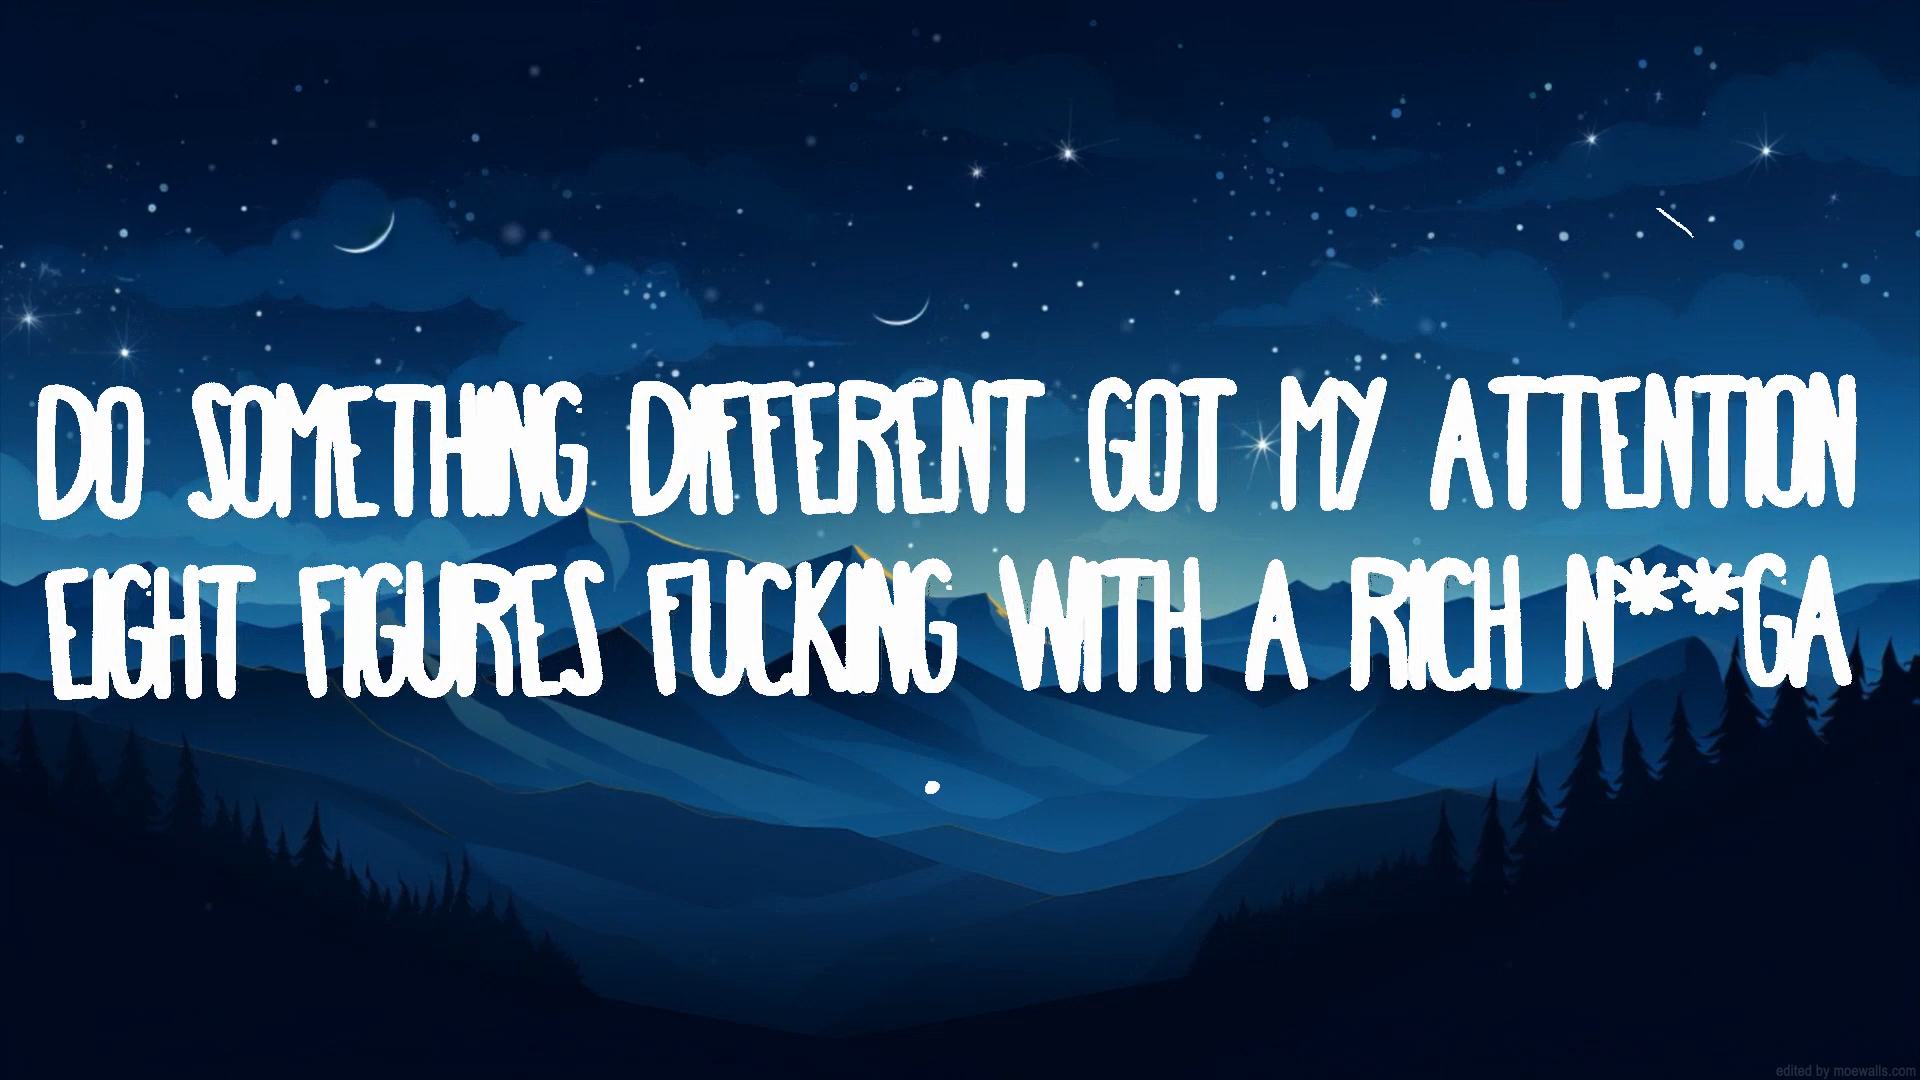 DO SOMETHING DIFFERENT GOT MY ATTENTION
EIGHT FIGURES FUCKING WITH A RICH N**GA
.
edited by moewalls.com